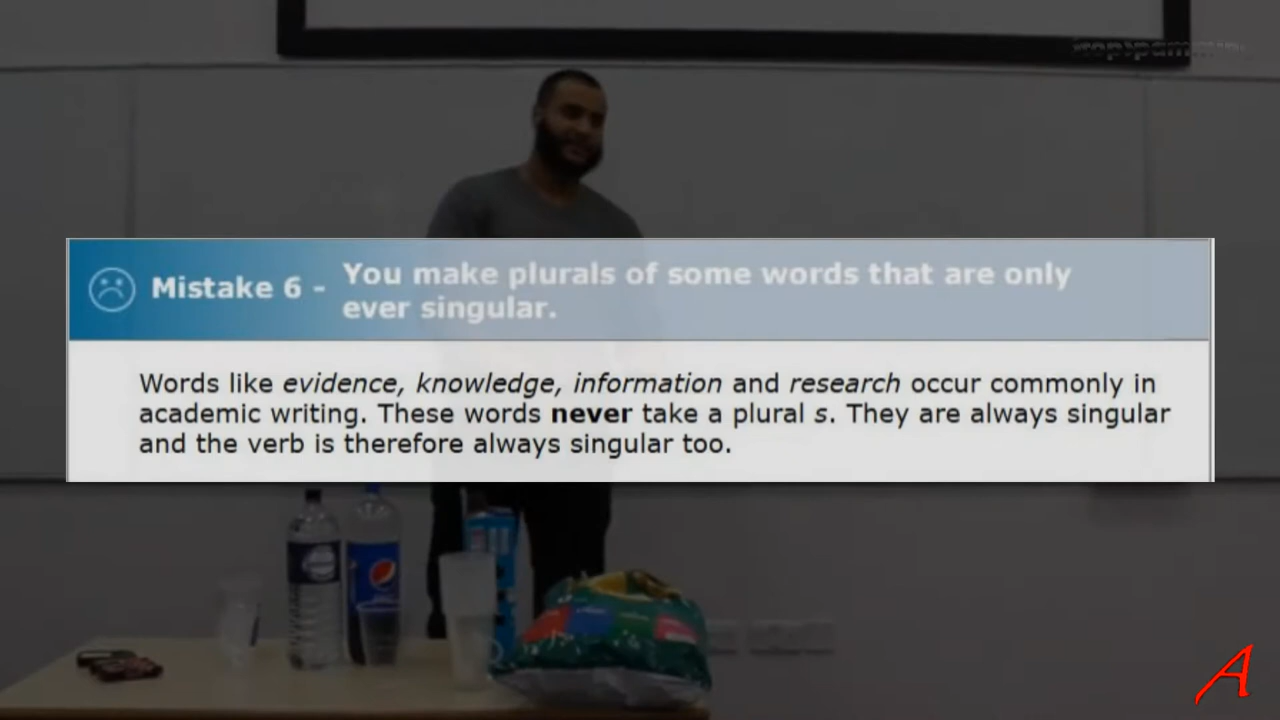 Mistake 6 - You make plurals of some words that are only
ever singular.
Words like evidence, knowledge, information and research occur commonly in
academic writing. These words never take a plural s. They are always singular
and the verb is therefore always singular too.
A